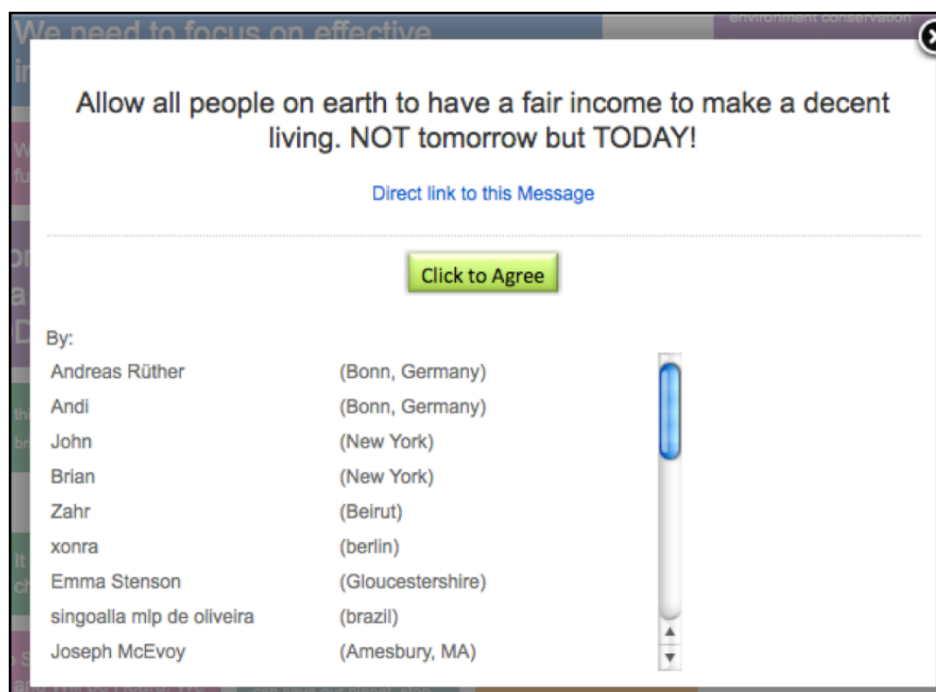 We need to focus on effective
environment conservation
Allow all people on earth to have a fair income to make a decent
living. NOT tomorrow but TODAY!
Direct link to this Message
Click to Agree
By:
Andreas Rüther (Bonn, Germany)
Andi (Bonn, Germany)
John (New York)
Brian (New York)
Zahr (Beirut)
xonra (berlin)
Emma Stenson (Gloucestershire)
singoalla mlp de oliveira (brazil)
Joseph McEvoy (Amesbury, MA)